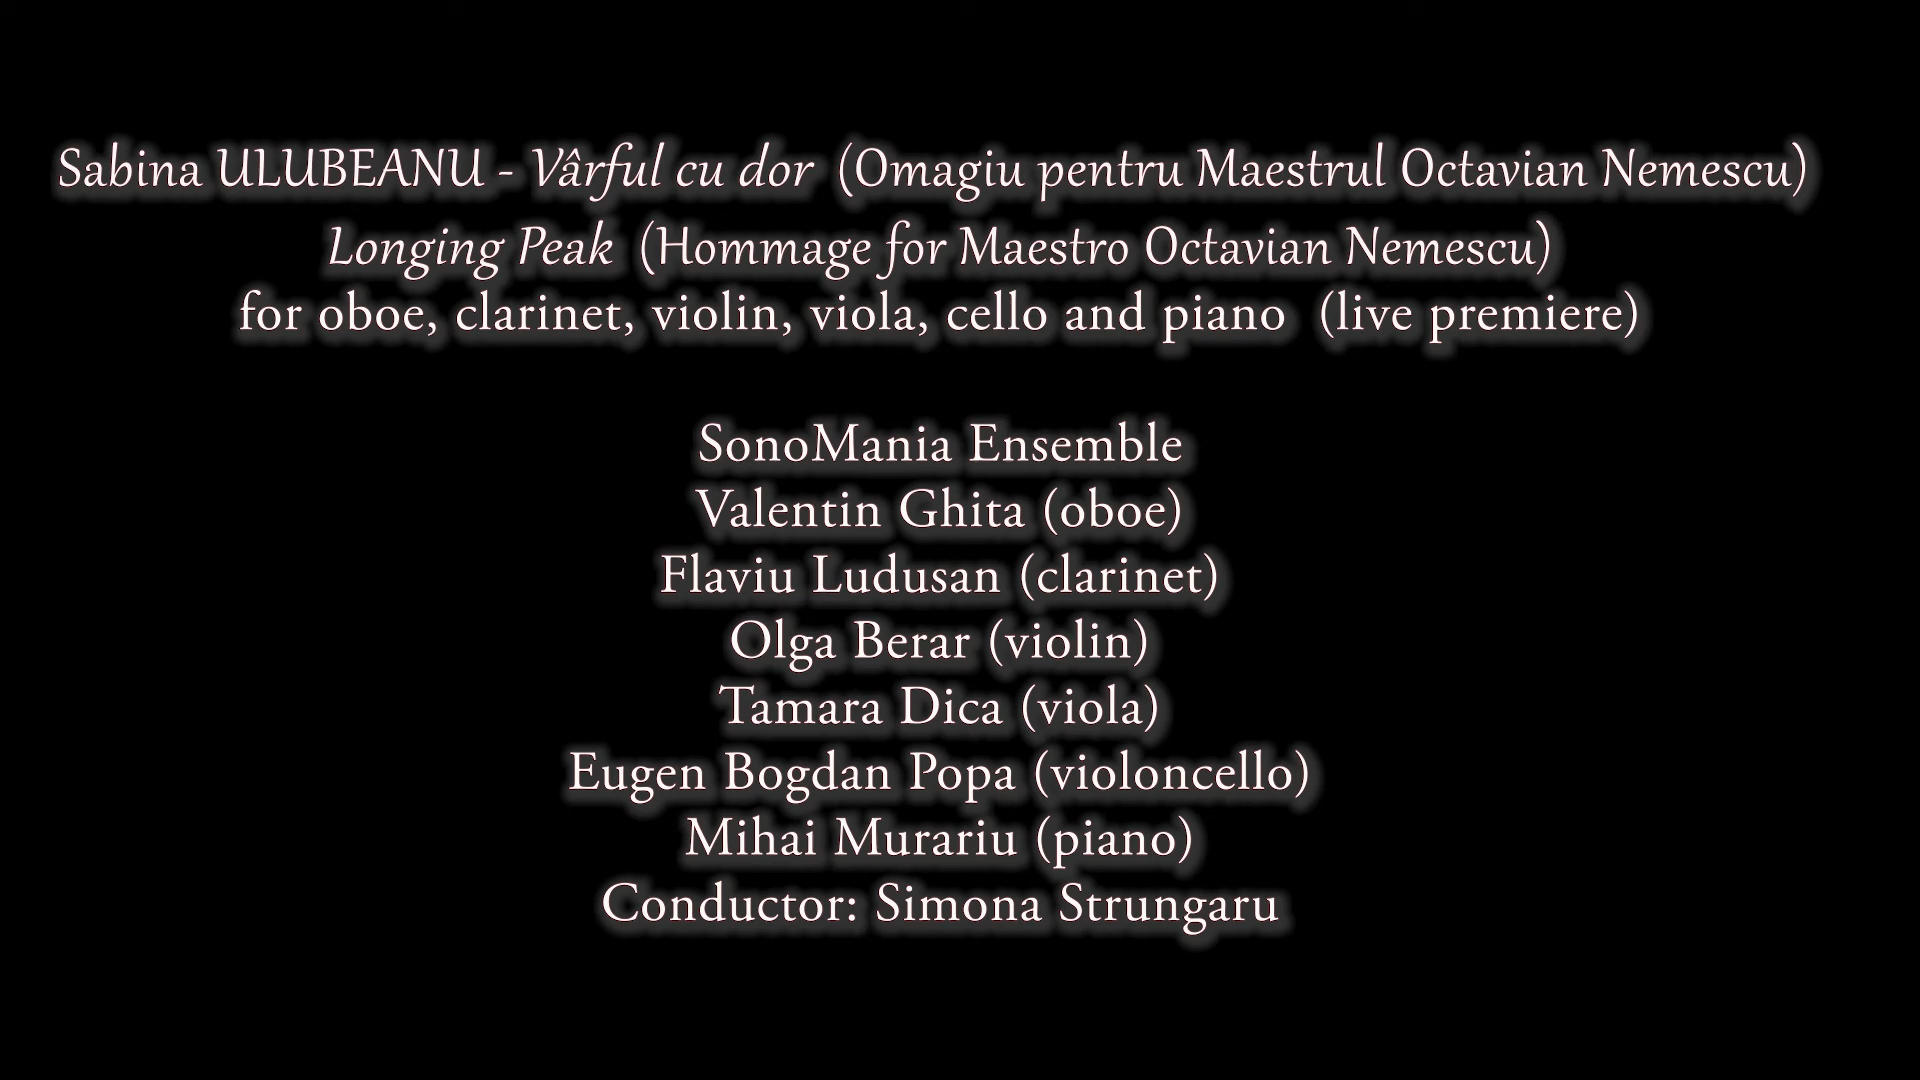 Sabina ULUBEANU - Vârful cu dor (Omagiu pentru Maestrul Octavian Nemescu)
Longing Peak (Hommage for Maestro Octavian Nemescu)
for oboe, clarinet, violin, viola, cello and piano (live premiere)
SonoMania Ensemble
Valentin Ghita (oboe)
Flaviu Ludusan (clarinet)
Olga Berar (violin)
Tamara Dica (viola)
Eugen Bogdan Popa (violoncello)
Mihai Murariu (piano)
Conductor: Simona Strungaru